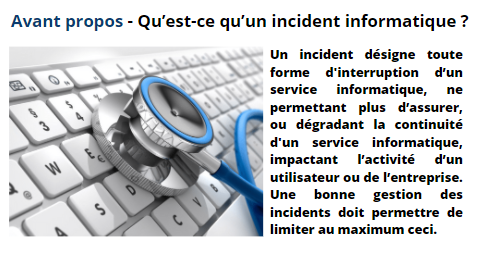 Avant propos - Qu’est-ce qu’un incident informatique ?
Un incident désigne toute
forme d'interruption d’un
service informatique, ne
permettant plus d’assurer,
ou dégradant la continuité
d'un service informatique,
impactant l’activité d’un
utilisateur ou de l’entreprise.
Une bonne gestion des
incidents doit permettre de
limiter au maximum ceci.